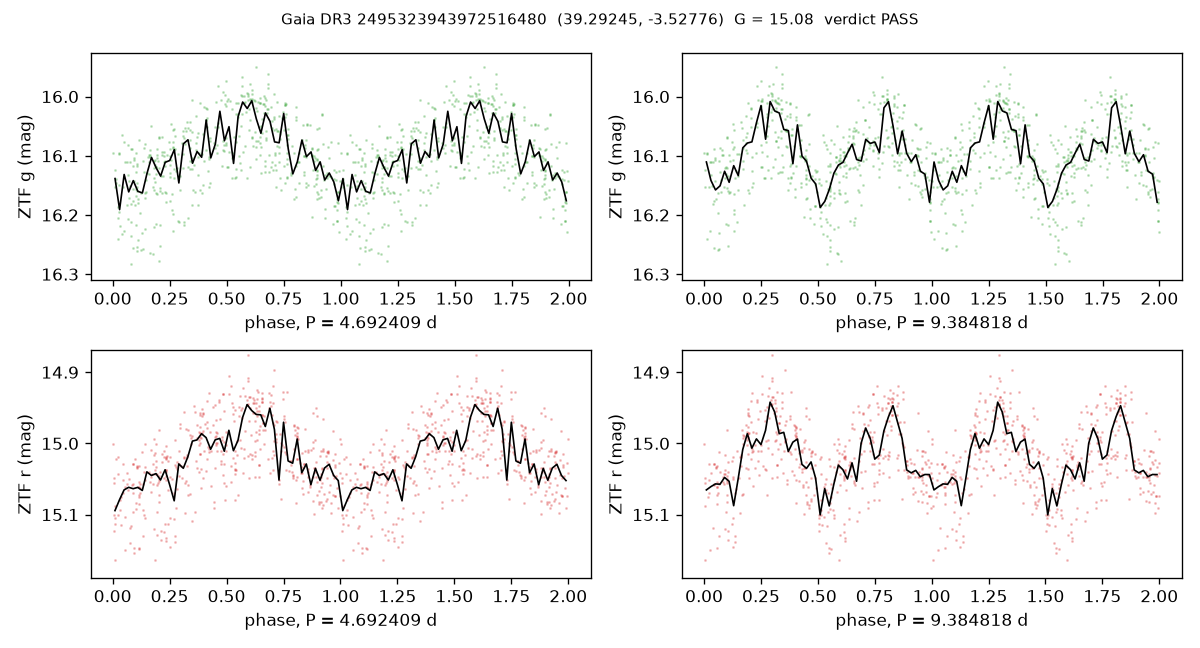 Gaia DR3 2495323943972516480 (39.29245, -3.52776) G = 15.08 verdict PASS
ZTF g (mag)
16.0
16.1
16.2
16.3
0.00 0.25 0.50 0.75 1.00 1.25 1.50 1.75 2.00
phase, P = 4.692409 d
ZTF g (mag)
16.0
16.1
16.2
16.3
0.00 0.25 0.50 0.75 1.00 1.25 1.50 1.75 2.00
phase, P = 9.384818 d
ZTF r (mag)
14.9
15.0
15.1
0.00 0.25 0.50 0.75 1.00 1.25 1.50 1.75 2.00
phase, P = 4.692409 d
ZTF r (mag)
14.9
15.0
15.1
0.00 0.25 0.50 0.75 1.00 1.25 1.50 1.75 2.00
phase, P = 9.384818 d